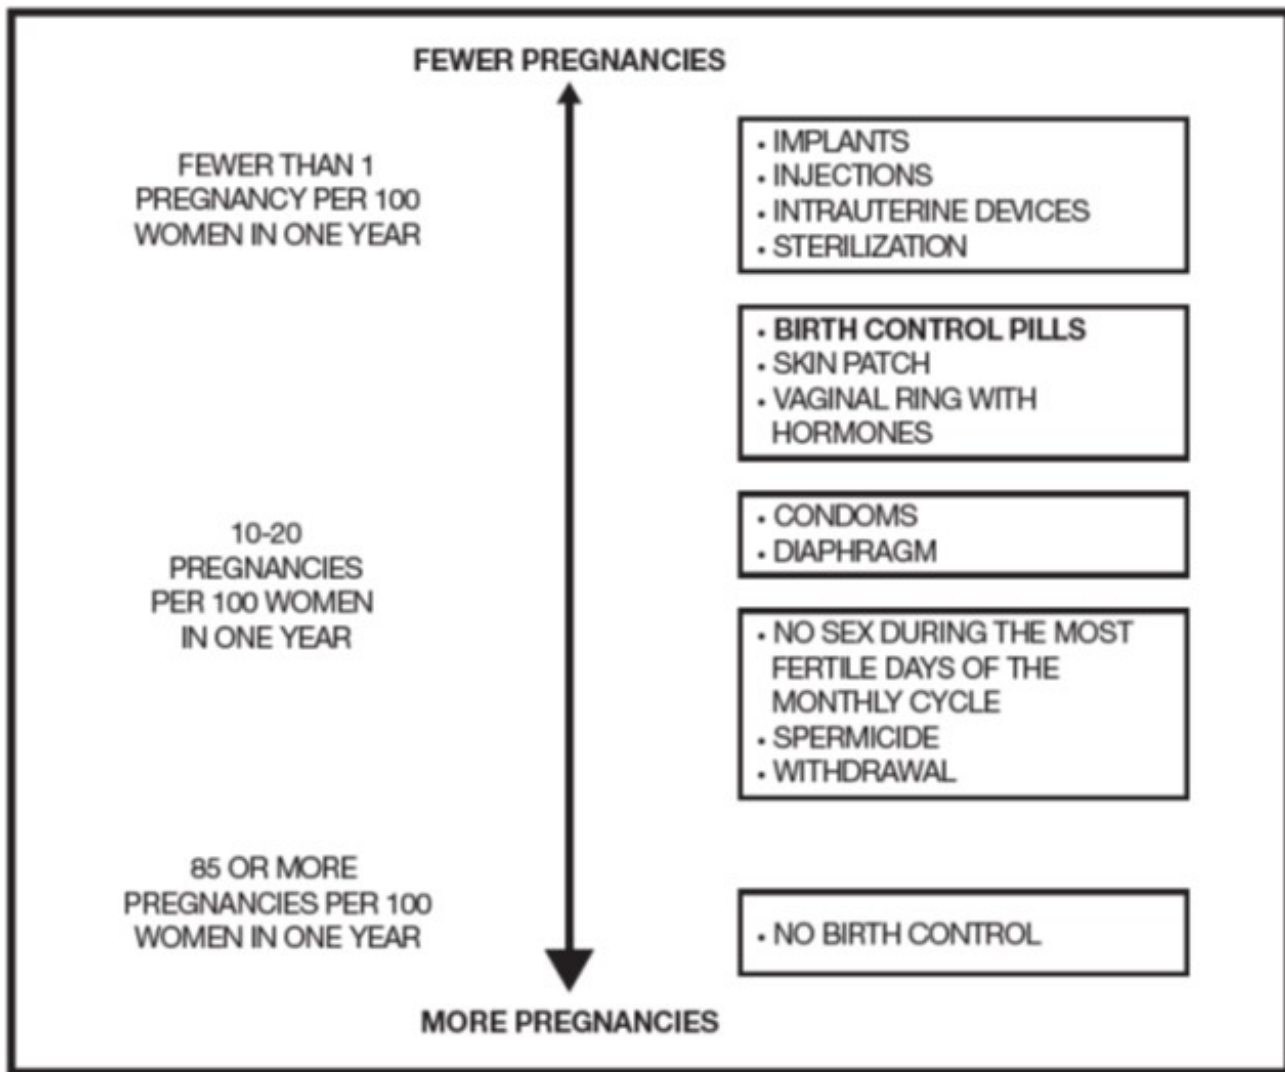 FEWER PREGNANCIES
FEWER THAN 1
PREGNANCY PER 100
WOMEN IN ONE YEAR
• IMPLANTS
• INJECTIONS
• INTRAUTERINE DEVICES
• STERILIZATION
• BIRTH CONTROL PILLS
• SKIN PATCH
• VAGINAL RING WITH
HORMONES
10-20
PREGNANCIES
PER 100 WOMEN
IN ONE YEAR
• CONDOMS
• DIAPHRAGM
• NO SEX DURING THE MOST
FERTILE DAYS OF THE
MONTHLY CYCLE
• SPERMICIDE
• WITHDRAWAL
85 OR MORE
PREGNANCIES PER 100
WOMEN IN ONE YEAR
• NO BIRTH CONTROL
MORE PREGNANCIES